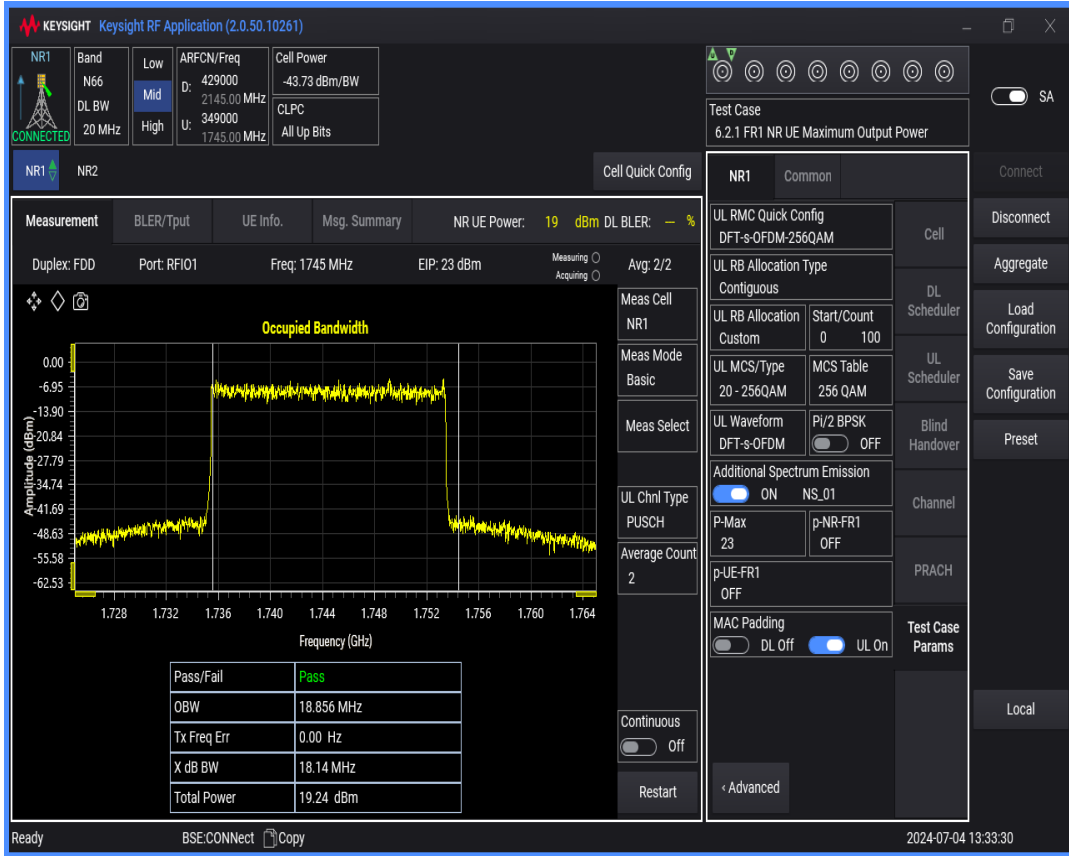 KEYSIGHT Keysight RF Application (2.0.50.10261)
NR1
CONNECTED
Band
N66
DL BW
20 MHz
Low
Mid
High
ARFCN/Freq
D: 429000
2145.00 MHz
U: 349000
1745.00 MHz
Cell Power
-43.73 dBm/BW
CLPC
All Up Bits
Test Case
6.2.1 FR1 NR UE Maximum Output Power
SA
NR1 NR2
Cell Quick Config
Measurement BLER/Tput UE Info. Msg. Summary NR UE Power: 19 dBm DL BLER: -- %
Duplex: FDD Port: RFIO1 Freq: 1745 MHz EIP: 23 dBm Measuring Avg: 2/2
Acquiring
Occupied Bandwidth
Amplitude (dBm)
0.00
-6.95
-13.90
-20.84
-27.79
-34.74
-41.69
-48.63
-55.58
-62.53
1.728 1.732 1.736 1.740 1.744 1.748 1.752 1.756 1.760 1.764
Frequency (GHz)
Pass/Fail Pass
OBW 18.856 MHz
Tx Freq Err 0.00 Hz
X dB BW 18.14 MHz
Total Power 19.24 dBm
Meas Cell
NR1
Meas Mode
Basic
Meas Select
UL Chnl Type
PUSCH
Average Count
2
Continuous
Off
Restart
NR1 Common
UL RMC Quick Config
DFT-s-OFDM-256QAM
UL RB Allocation Type
Contiguous
UL RB Allocation
Custom
Start/Count
0 100
UL MCS/Type
20 - 256QAM
MCS Table
256 QAM
UL Waveform
DFT-s-OFDM
Pi/2 BPSK
OFF
Additional Spectrum Emission
ON NS_01
P-Max
23
p-NR-FR1
OFF
p-UE-FR1
OFF
MAC Padding
DL Off UL On
‹ Advanced
Cell
DL
Scheduler
UL
Scheduler
Blind
Handover
Channel
PRACH
Test Case
Params
Connect
Disconnect
Aggregate
Load
Configuration
Save
Configuration
Preset
Local
Ready BSE:CONNect Copy 2024-07-04 13:33:30